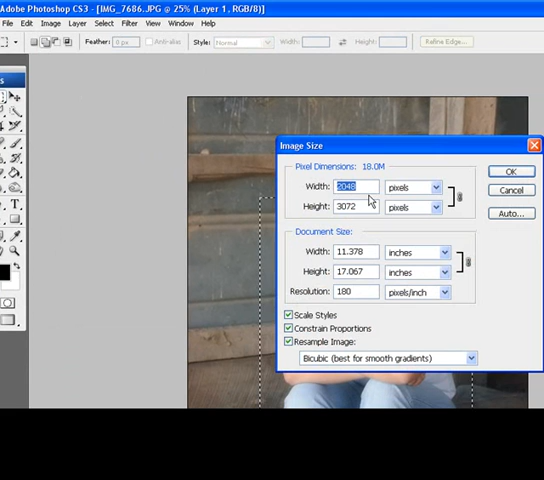 Adobe Photoshop CS3 - [IMG_7686.JPG @ 25% (Layer 1, RGB/8)]
File Edit Image Layer Select Filter View Window Help
Feather: 0 px Anti-alias Style: Normal Width: Height: Refine Edge...
Image Size
Pixel Dimensions: 18.0M
Width: 2048 pixels
Height: 3072 pixels
OK
Cancel
Auto...
Document Size:
Width: 11.378 inches
Height: 17.067 inches
Resolution: 180 pixels/inch
Scale Styles
Constrain Proportions
Resample Image:
Bicubic (best for smooth gradients)